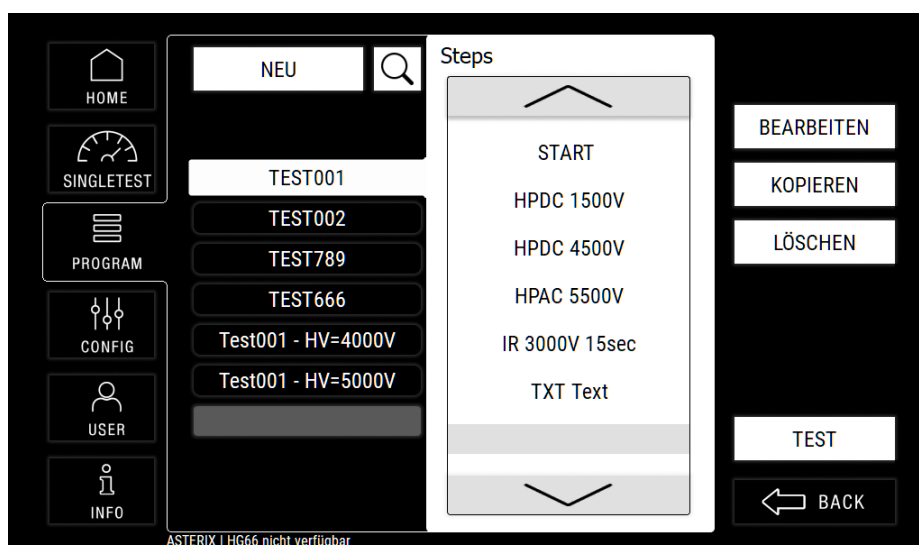 HOME
SINGLETEST
PROGRAM
CONFIG
USER
INFO
NEU
TEST001
TEST002
TEST789
TEST666
Test001 - HV=4000V
Test001 - HV=5000V
Steps
START
HPDC 1500V
HPDC 4500V
HPAC 5500V
IR 3000V 15sec
TXT Text
BEARBEITEN
KOPIEREN
LÖSCHEN
TEST
BACK
ASTERIX | HG66 nicht verfügbar